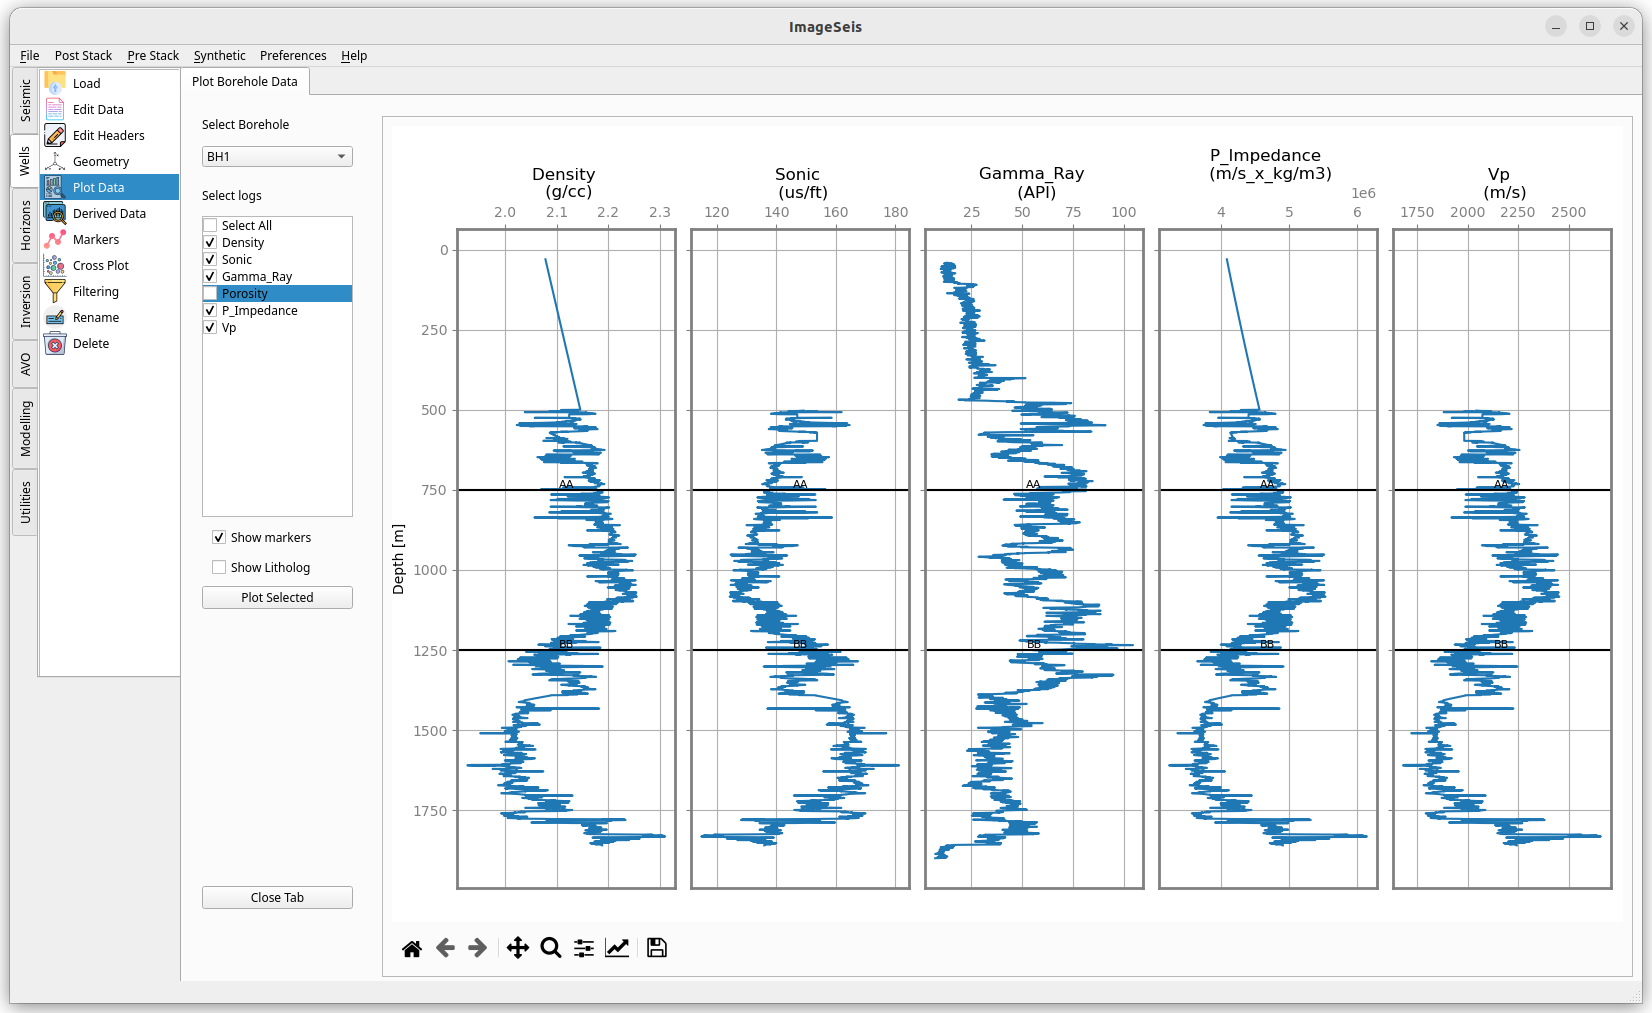 ImageSeis
File Post Stack Pre Stack Synthetic Preferences Help
Seismic
Wells
Horizons
Inversion
AVO
Modeling
Utilities
Load
Edit Data
Edit Headers
Geometry
Plot Data
Derived Data
Markers
Cross Plot
Filtering
Rename
Delete
Plot Borehole Data
Select Borehole
BH1
Select logs
Select All
Density
Sonic
Gamma_Ray
Porosity
P_Impedance
Vp
Show markers
Show Litholog
Plot Selected
Close Tab
Depth [m]
0
250
500
750
1000
1250
1500
1750
Density
(g/cc)
2.0 2.1 2.2 2.3
AA
BB
Sonic
(us/ft)
120 140 160 180
AA
BB
Gamma_Ray
(API)
25 50 75 100
AA
BB
P_Impedance
(m/s_x_kg/m3)
1e6
4 5 6
AA
BB
Vp
(m/s)
1750 2000 2250 2500
AA
BB